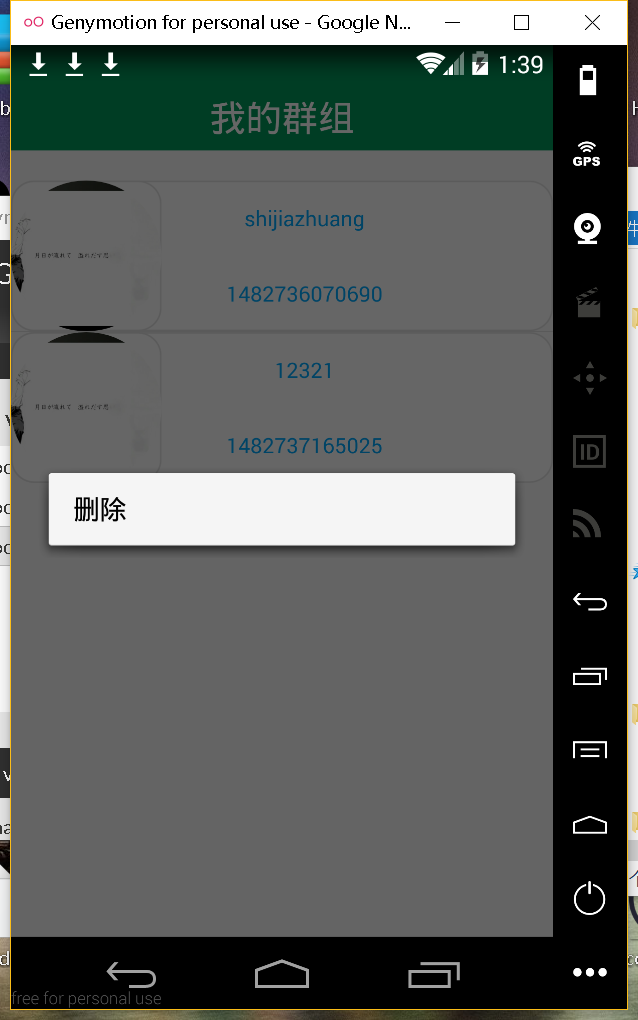 Genymotion for personal use - Google N...
1:39
我的群组
GPS
shijiazhuang
1482736070690
12321
1482737165025
删除
ID
free for personal use